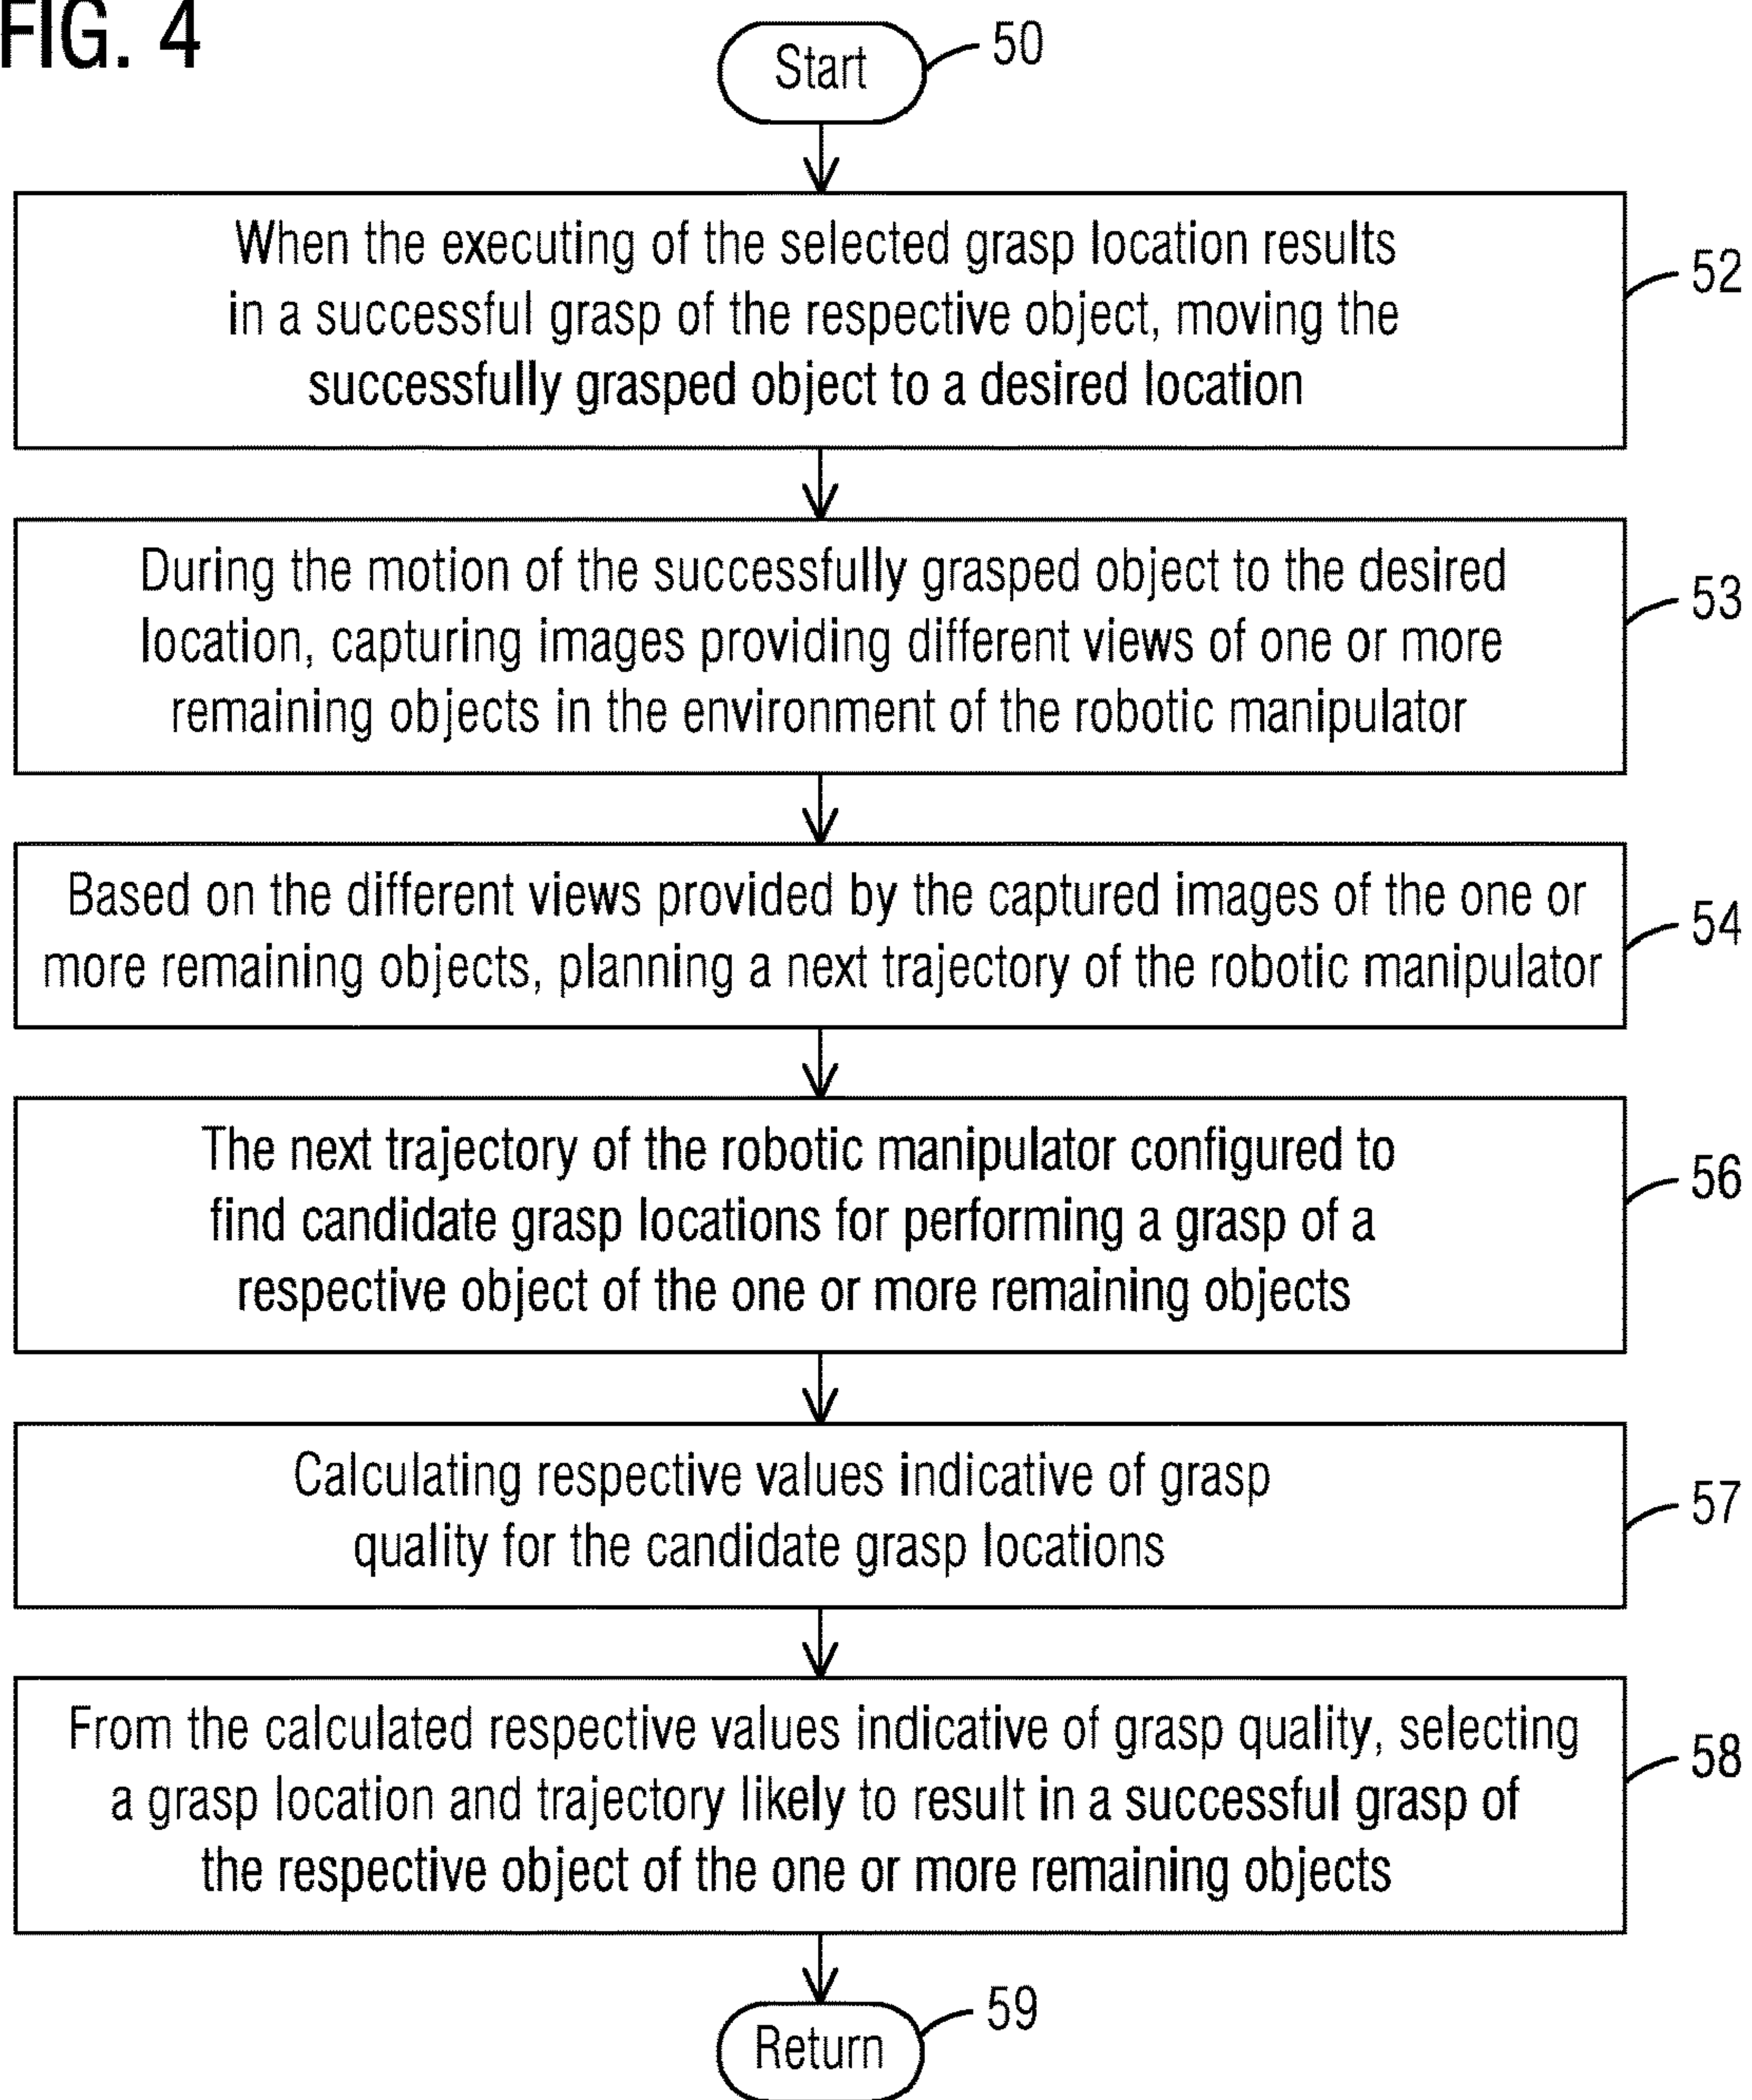 FIG. 4
Start
50
When the executing of the selected grasp location results
in a successful grasp of the respective object, moving the
successfully grasped object to a desired location
52
During the motion of the successfully grasped object to the desired
location, capturing images providing different views of one or more
remaining objects in the environment of the robotic manipulator
53
Based on the different views provided by the captured images of the one or
more remaining objects, planning a next trajectory of the robotic manipulator
54
The next trajectory of the robotic manipulator configured to
find candidate grasp locations for performing a grasp of a
respective object of the one or more remaining objects
56
Calculating respective values indicative of grasp
quality for the candidate grasp locations
57
From the calculated respective values indicative of grasp quality, selecting
a grasp location and trajectory likely to result in a successful grasp of
the respective object of the one or more remaining objects
58
Return
59